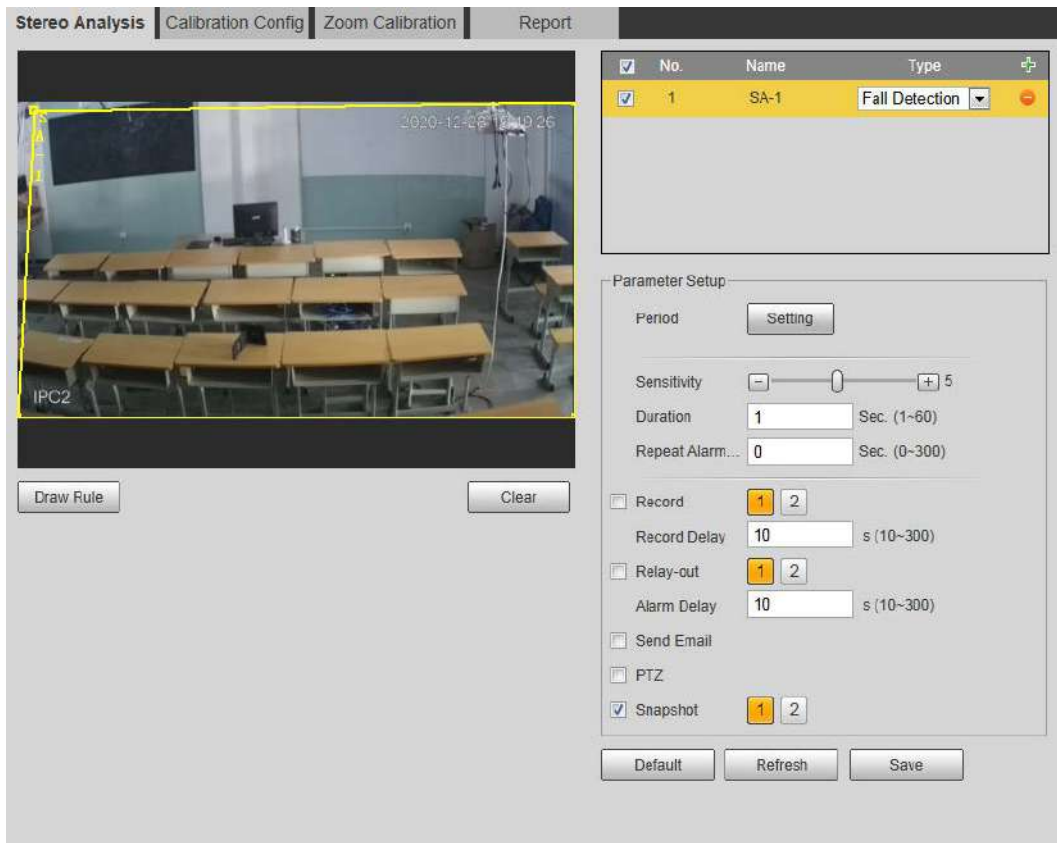 Stereo Analysis Calibration Config Zoom Calibration Report
No. Name Type
1 SA-1 Fall Detection
SA-1
IPC2
Draw Rule Clear
Parameter Setup
Period Setting
Sensitivity 5
Duration 1 Sec. (1~60)
Repeat Alarm... 0 Sec. (0~300)
Record 1 2
Record Delay 10 s (10~300)
Relay-out 1 2
Alarm Delay 10 s (10~300)
Send Email
PTZ
Snapshot 1 2
Default Refresh Save